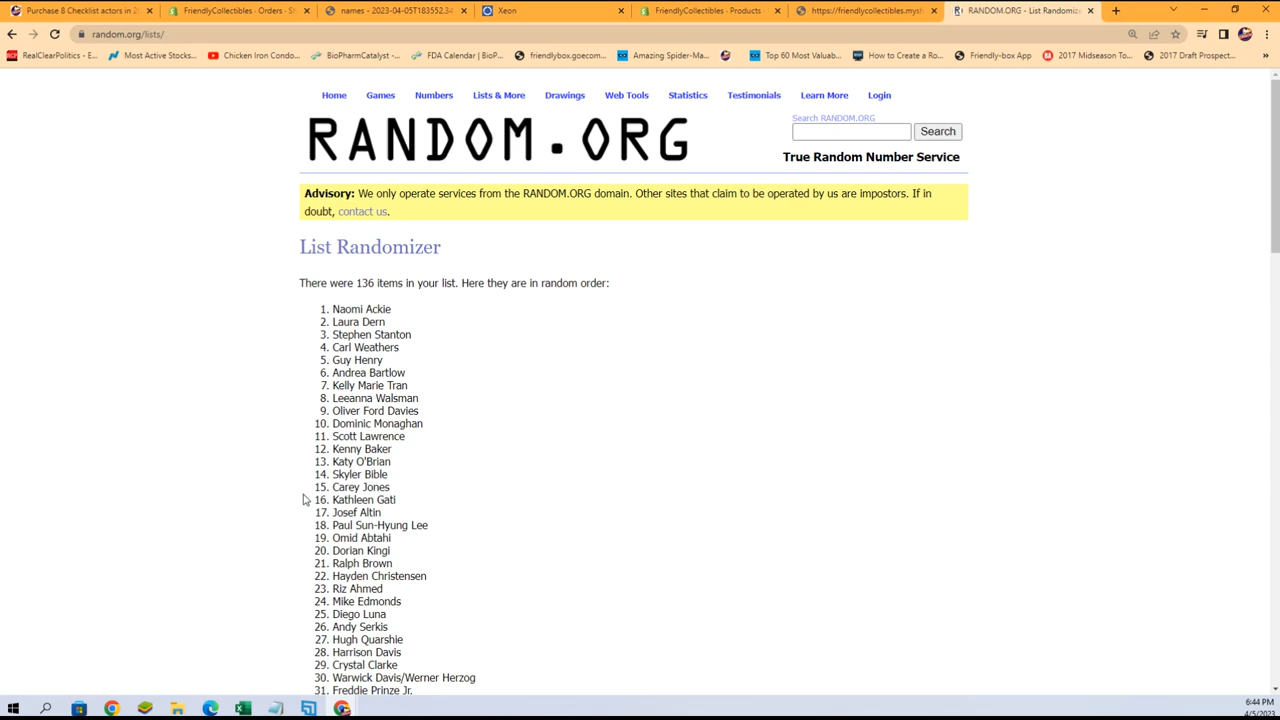 Purchase 8 Checklist actors in 2
FriendlyCollectibles - Orders - S
names - 2023-04-05T183552.34
Xeon
FriendlyCollectibles - Products
https://friendlycollectibles.mysh
RANDOM.ORG - List Randomize
random.org/lists/
RealClearPolitics - E...
Most Active Stocks...
Chicken Iron Condo...
BioPharmCatalyst -...
FDA Calendar | BioP...
friendlybox.goecom...
Amazing Spider-Ma...
Top 60 Most Valuab...
How to Create a Ro...
Friendly-box App
2017 Midseason To...
2017 Draft Prospect...
Home Games Numbers Lists & More Drawings Web Tools Statistics Testimonials Learn More Login
RANDOM.ORG
Search RANDOM.ORG
Search
True Random Number Service
Advisory: We only operate services from the RANDOM.ORG domain. Other sites that claim to be operated by us are impostors. If in
doubt, contact us.
List Randomizer
There were 136 items in your list. Here they are in random order:
1. Naomi Ackie
2. Laura Dern
3. Stephen Stanton
4. Carl Weathers
5. Guy Henry
6. Andrea Bartlow
7. Kelly Marie Tran
8. Leeanna Walsman
9. Oliver Ford Davies
10. Dominic Monaghan
11. Scott Lawrence
12. Kenny Baker
13. Katy O'Brian
14. Skyler Bible
15. Carey Jones
16. Kathleen Gati
17. Josef Altin
18. Paul Sun-Hyung Lee
19. Omid Abtahi
20. Dorian Kingi
21. Ralph Brown
22. Hayden Christensen
23. Riz Ahmed
24. Mike Edmonds
25. Diego Luna
26. Andy Serkis
27. Hugh Quarshie
28. Harrison Davis
29. Crystal Clarke
30. Warwick Davis/Werner Herzog
31. Freddie Prinze Jr.
6:44 PM
4/5/2023